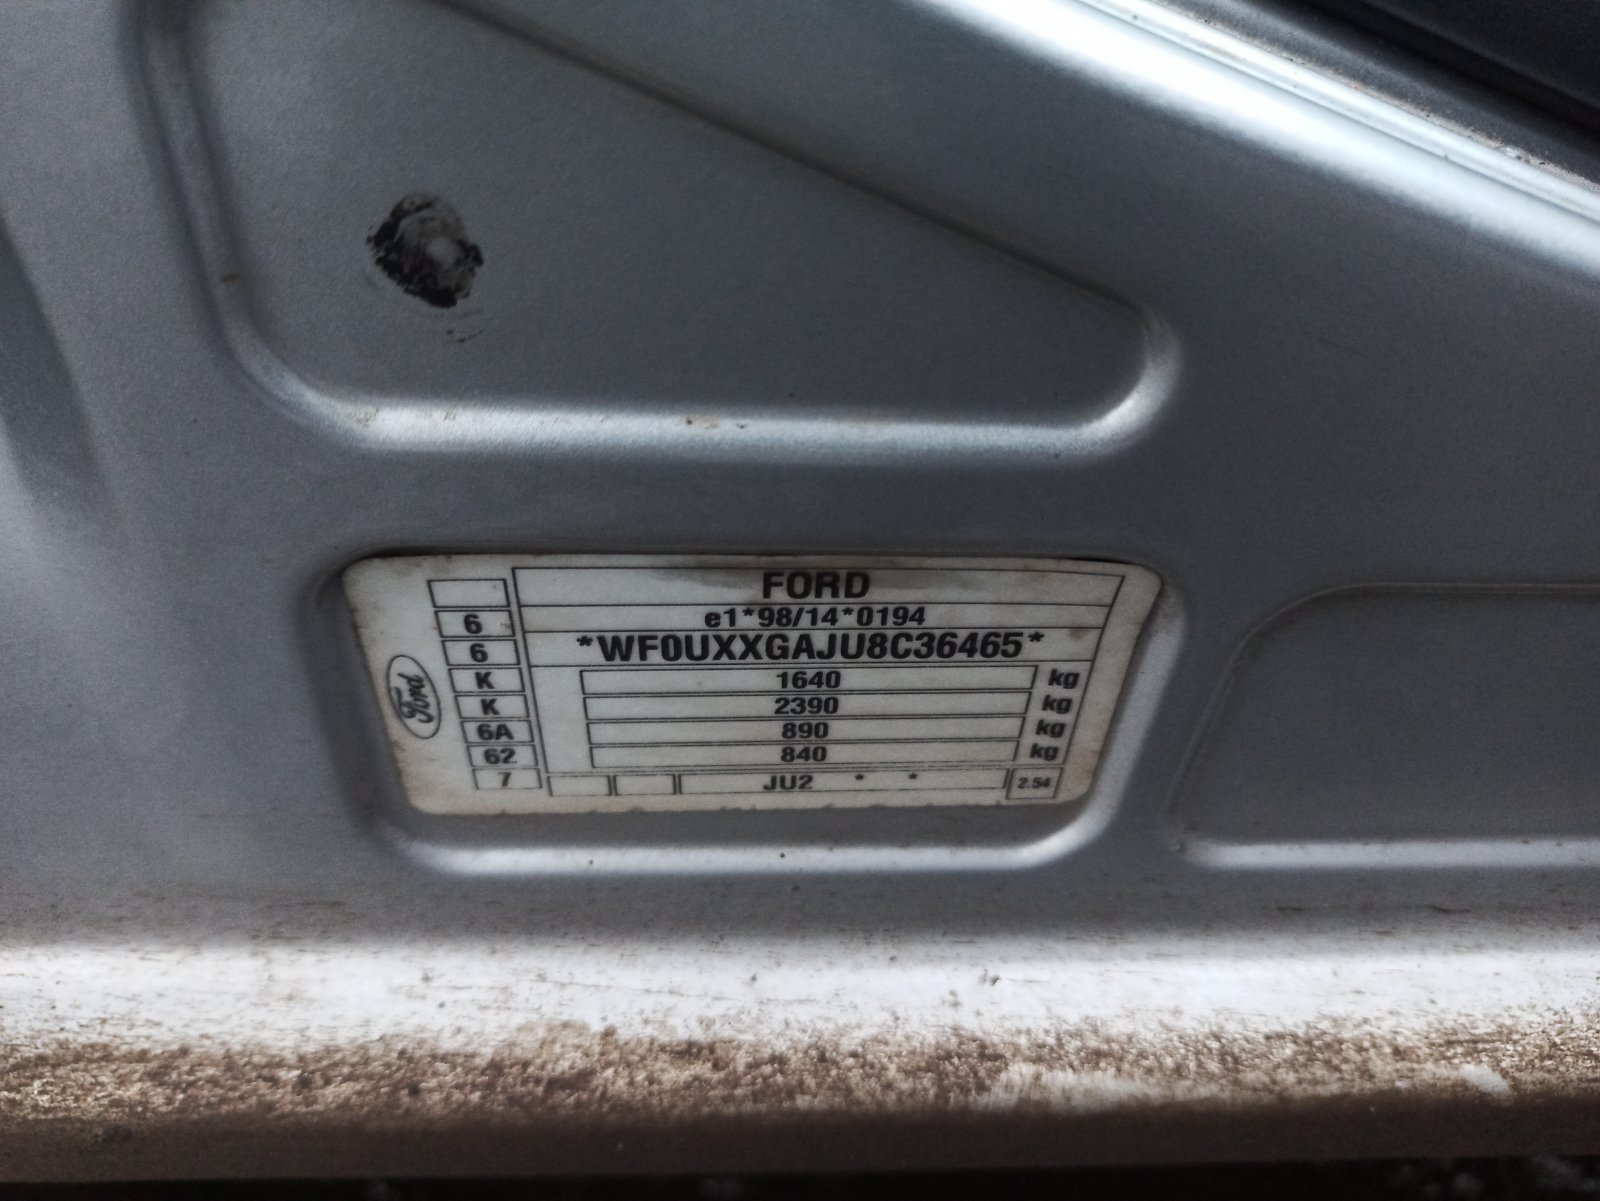 FORD
e1*98/14*0194
*WF0UXXGAJU8C36465*
6
6
K 1640 kg
K 2390 kg
6A 890 kg
62 840 kg
7 JU2 * * 2.54
Ford